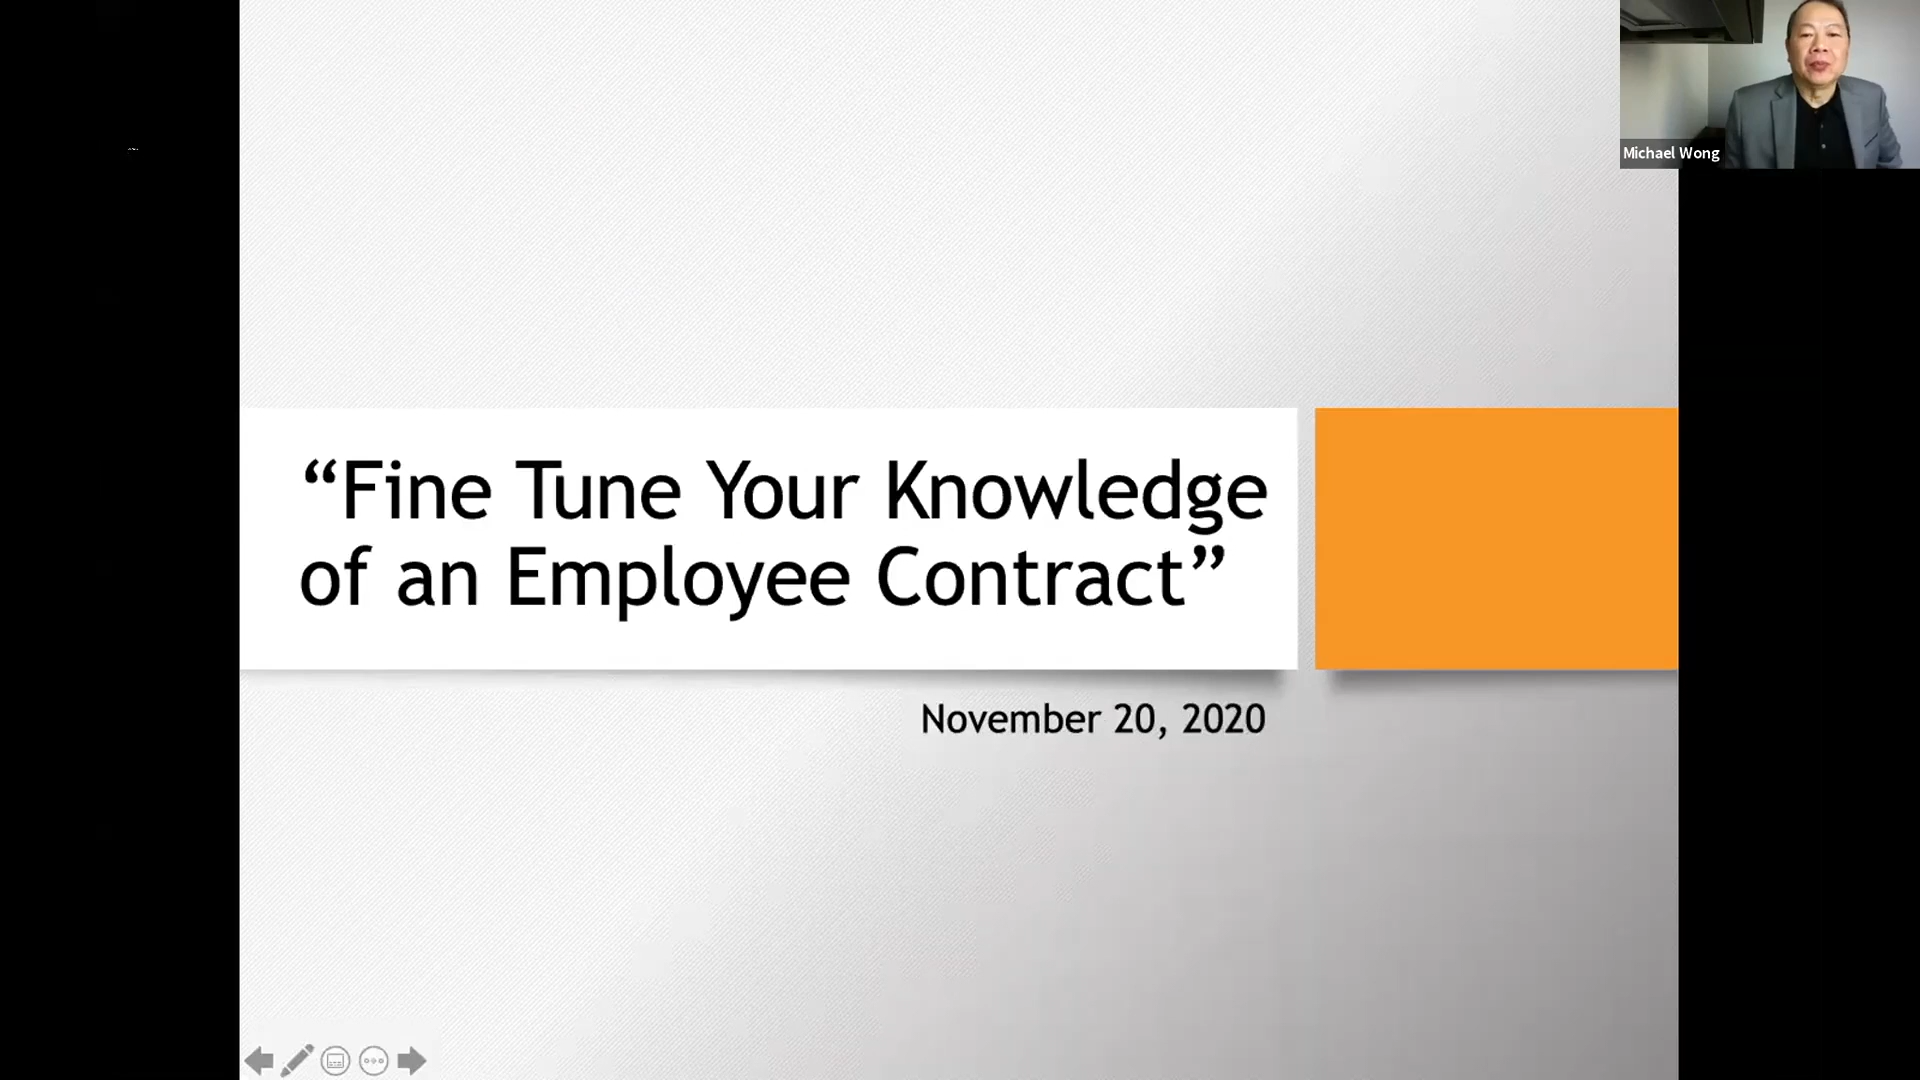 Michael Wong
“Fine Tune Your Knowledge
of an Employee Contract”
November 20, 2020